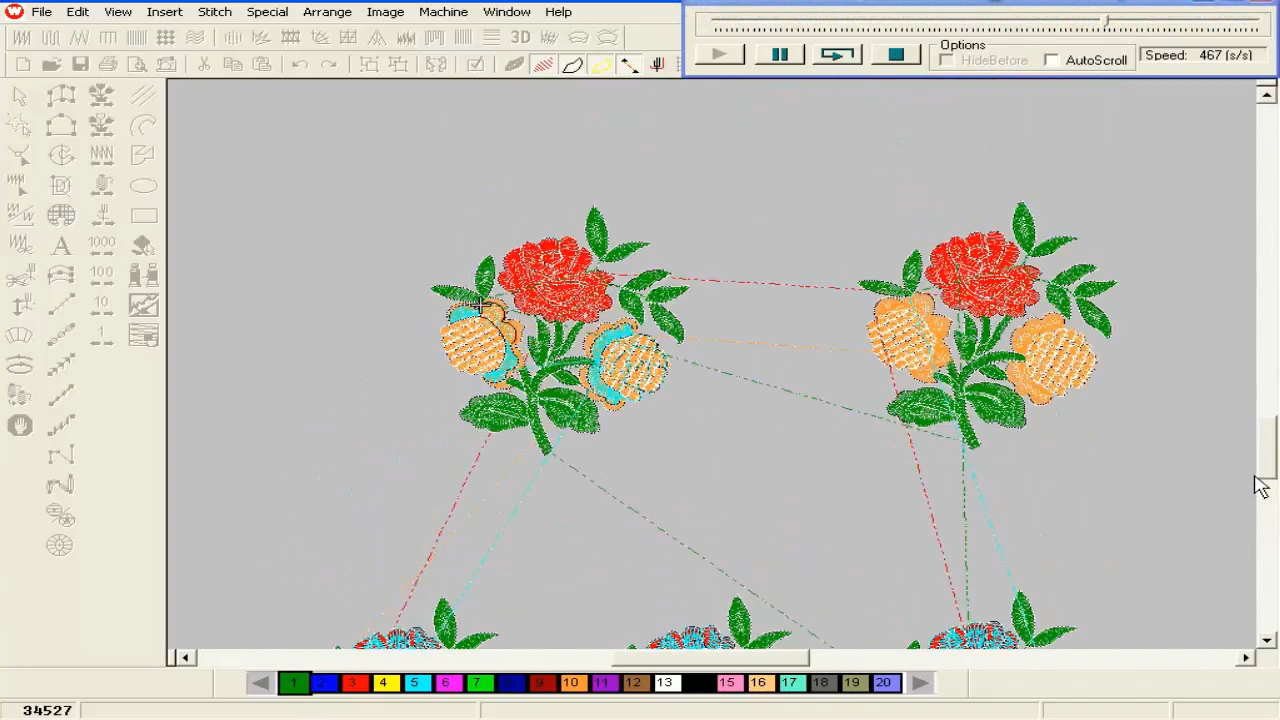 W File Edit View Insert Stitch Special Arrange Image Machine Window Help
3D
Options
HideBefore AutoScroll Speed: 467 (s/s)
A 1000
100
10
1
1 2 3 4 5 6 7 8 9 10 11 12 13 15 16 17 18 19 20
34527